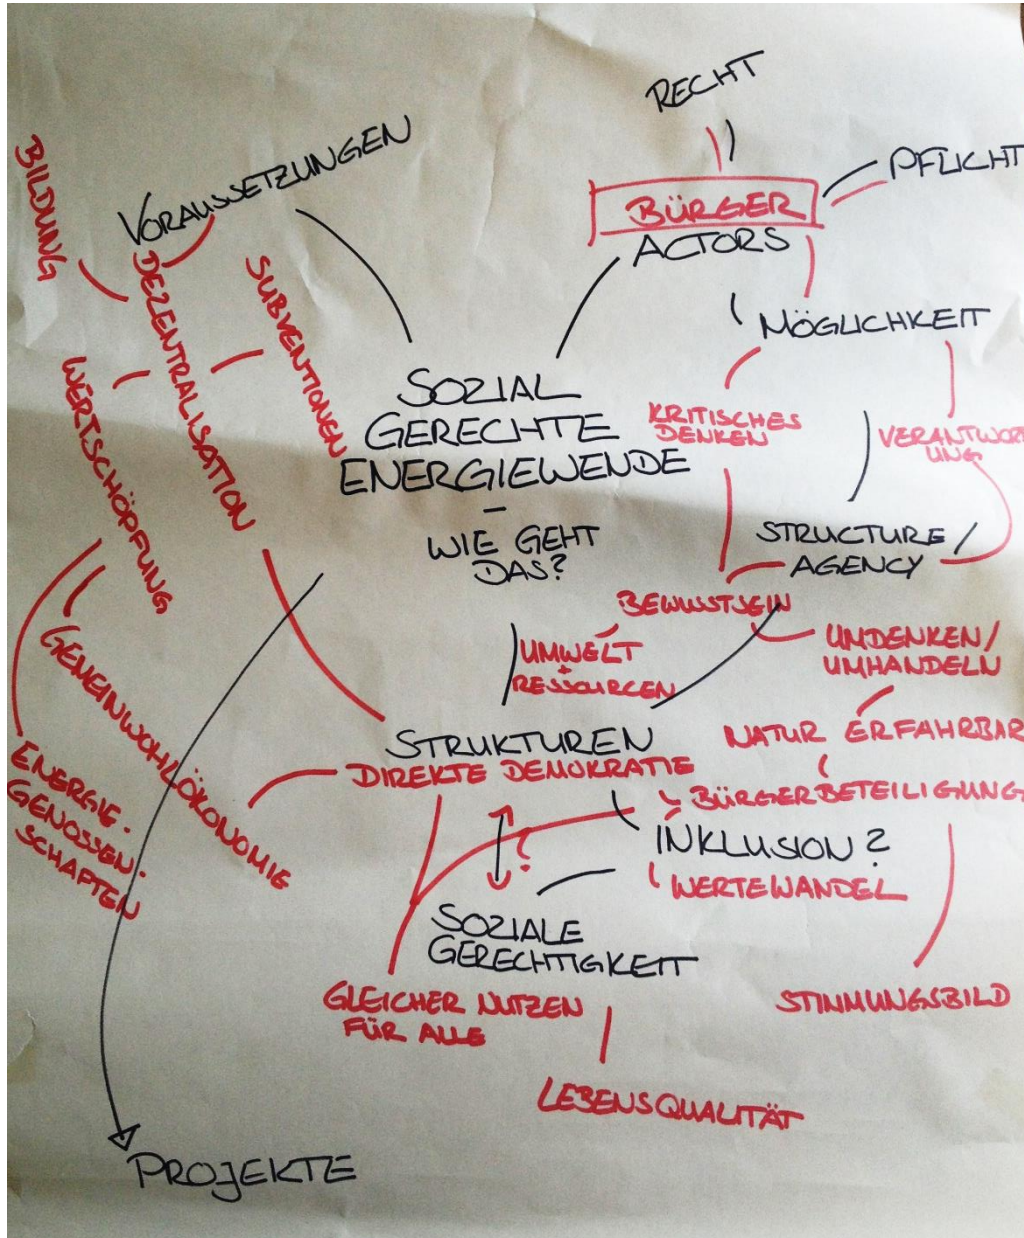 RECHT
PFLICHT
BÜRGER
ACTORS
MÖGLICHKEIT
VORAUSSETZUNGEN
BILDUNG
DEZENTRALISATION
SUBVENTIONEN
WERTSCHÖPFUNG
GEMEINWOHLÖKONOMIE
ENERGIE-
GENOSSEN-
SCHAFTEN
SOZIAL
GERECHTE
ENERGIEWENDE
–
WIE GEHT
DAS?
KRITISCHES
DENKEN
VERANTWORT
UNG
STRUCTURE/
AGENCY
BEWUSSTSEIN
UMWELT
+
RESSOURCEN
UMDENKEN/
UMHANDELN
STRUKTUREN
DIREKTE DEMOKRATIE
NATUR ERFAHRBAR
BÜRGERBETEILIGUNG
INKLUSION?
WERTEWANDEL
?
SOZIALE
GERECHTIGKEIT
GLEICHER NUTZEN
FÜR ALLE
STIMMUNGSBILD
LEBENSQUALITÄT
PROJEKTE